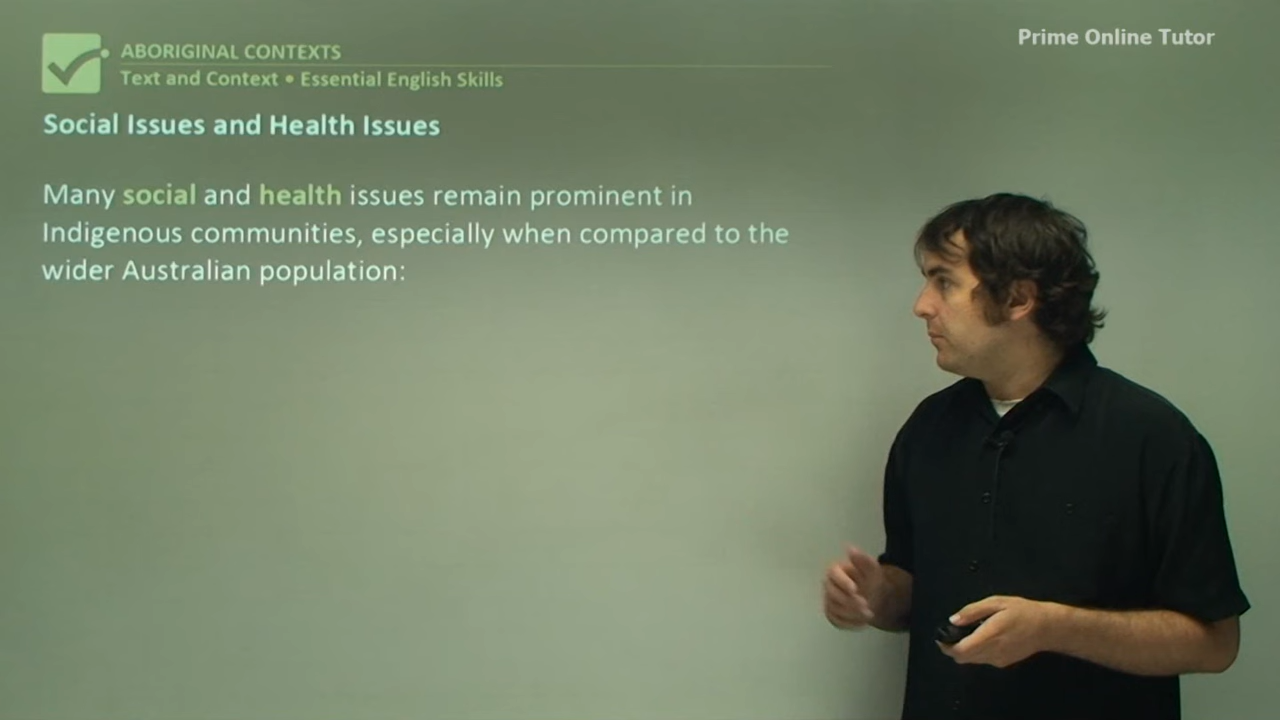 Prime Online Tutor
ABORIGINAL CONTEXTS
Text and Context • Essential English Skills
Social Issues and Health Issues
Many social and health issues remain prominent in
Indigenous communities, especially when compared to the
wider Australian population: